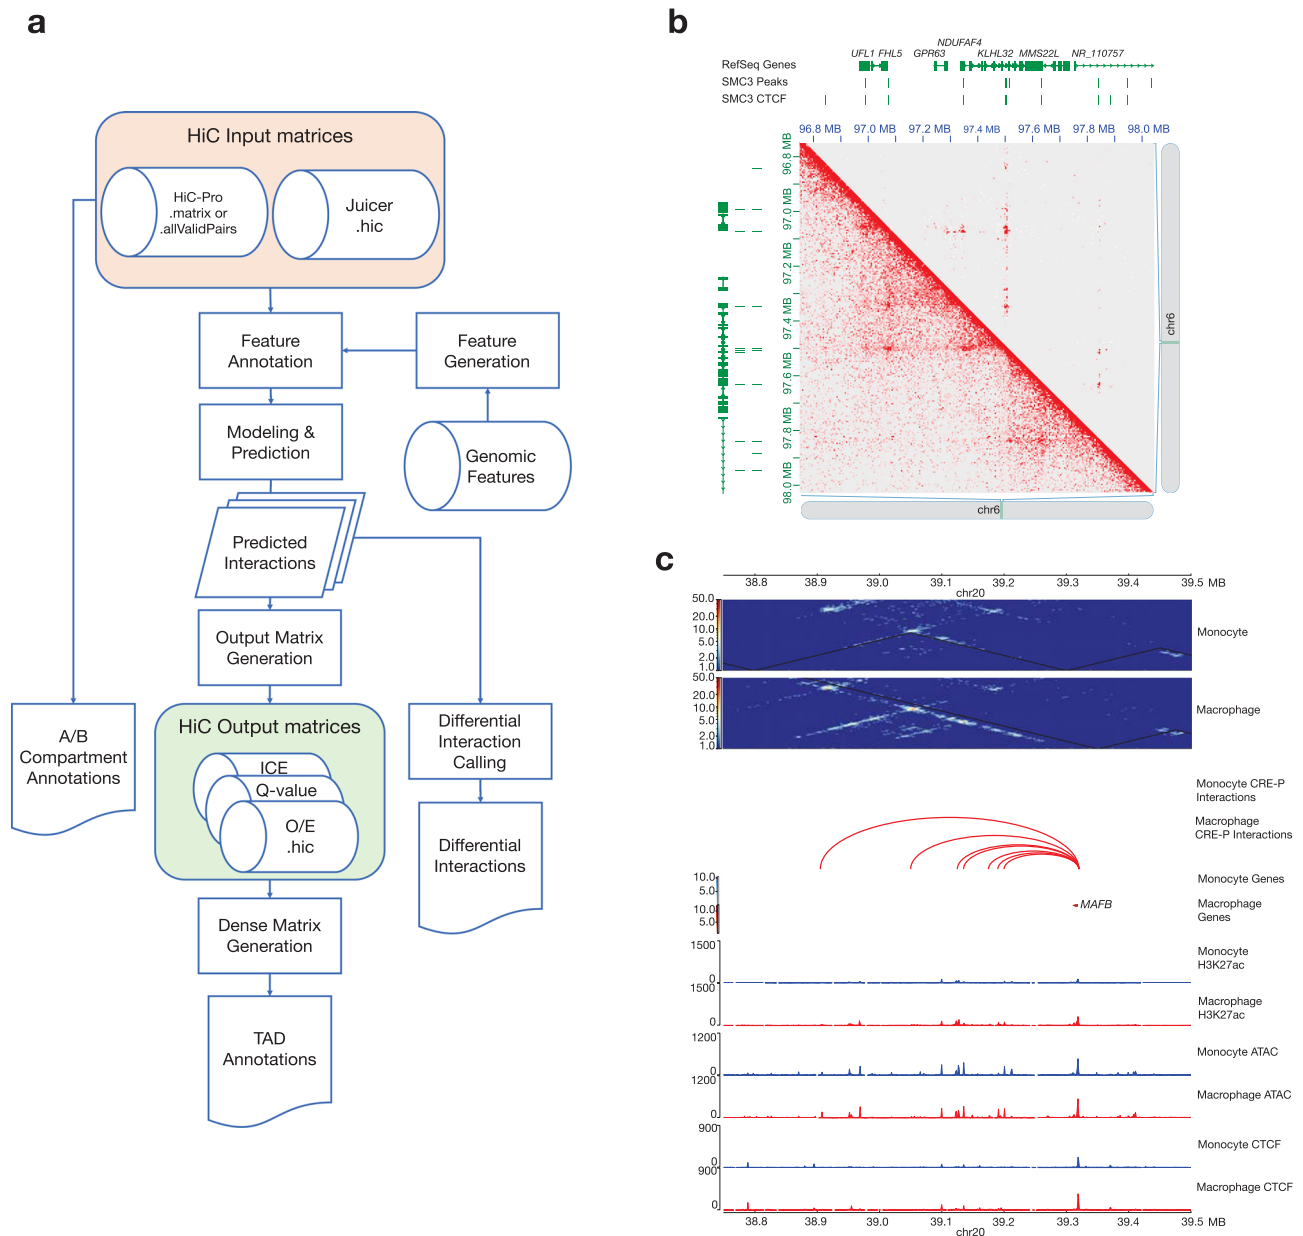 a
HiC Input matrices
HiC-Pro
.matrix or
.allValidPairs
Juicer
.hic
Feature
Annotation
Feature
Generation
Modeling &
Prediction
Genomic
Features
Predicted
Interactions
Output Matrix
Generation
A/B
Compartment
Annotations
HiC Output matrices
ICE
Q-value
O/E
.hic
Differential
Interaction
Calling
Differential
Interactions
Dense Matrix
Generation
TAD
Annotations
b
NDUFAF4
UFL1 FHL5 GPR63 KLHL32 MMS22L NR_110757
RefSeq Genes
SMC3 Peaks
SMC3 CTCF
96.8 MB 97.0 MB 97.2 MB 97.4 MB 97.6 MB 97.8 MB 98.0 MB
96.8 MB
97.0 MB
97.2 MB
97.4 MB
97.6 MB
97.8 MB
98.0 MB
chr6
chr6
c
38.8 38.9 39.0 39.1 39.2 39.3 39.4 39.5 MB
chr20
50.0
20.0
10.0
5.0
2.0
1.0
Monocyte
50.0
20.0
10.0
5.0
2.0
1.0
Macrophage
Monocyte CRE-P
Interactions
Macrophage
CRE-P Interactions
10.0
5.0
Monocyte Genes
10.0
5.0
MAFB
Macrophage
Genes
1500
0
Monocyte
H3K27ac
1500
0
Macrophage
H3K27ac
1200
0
Monocyte ATAC
1200
0
Macrophage ATAC
900
0
Monocyte CTCF
900
0
Macrophage CTCF
38.8 38.9 39.0 39.1 39.2 39.3 39.4 39.5 MB
chr20